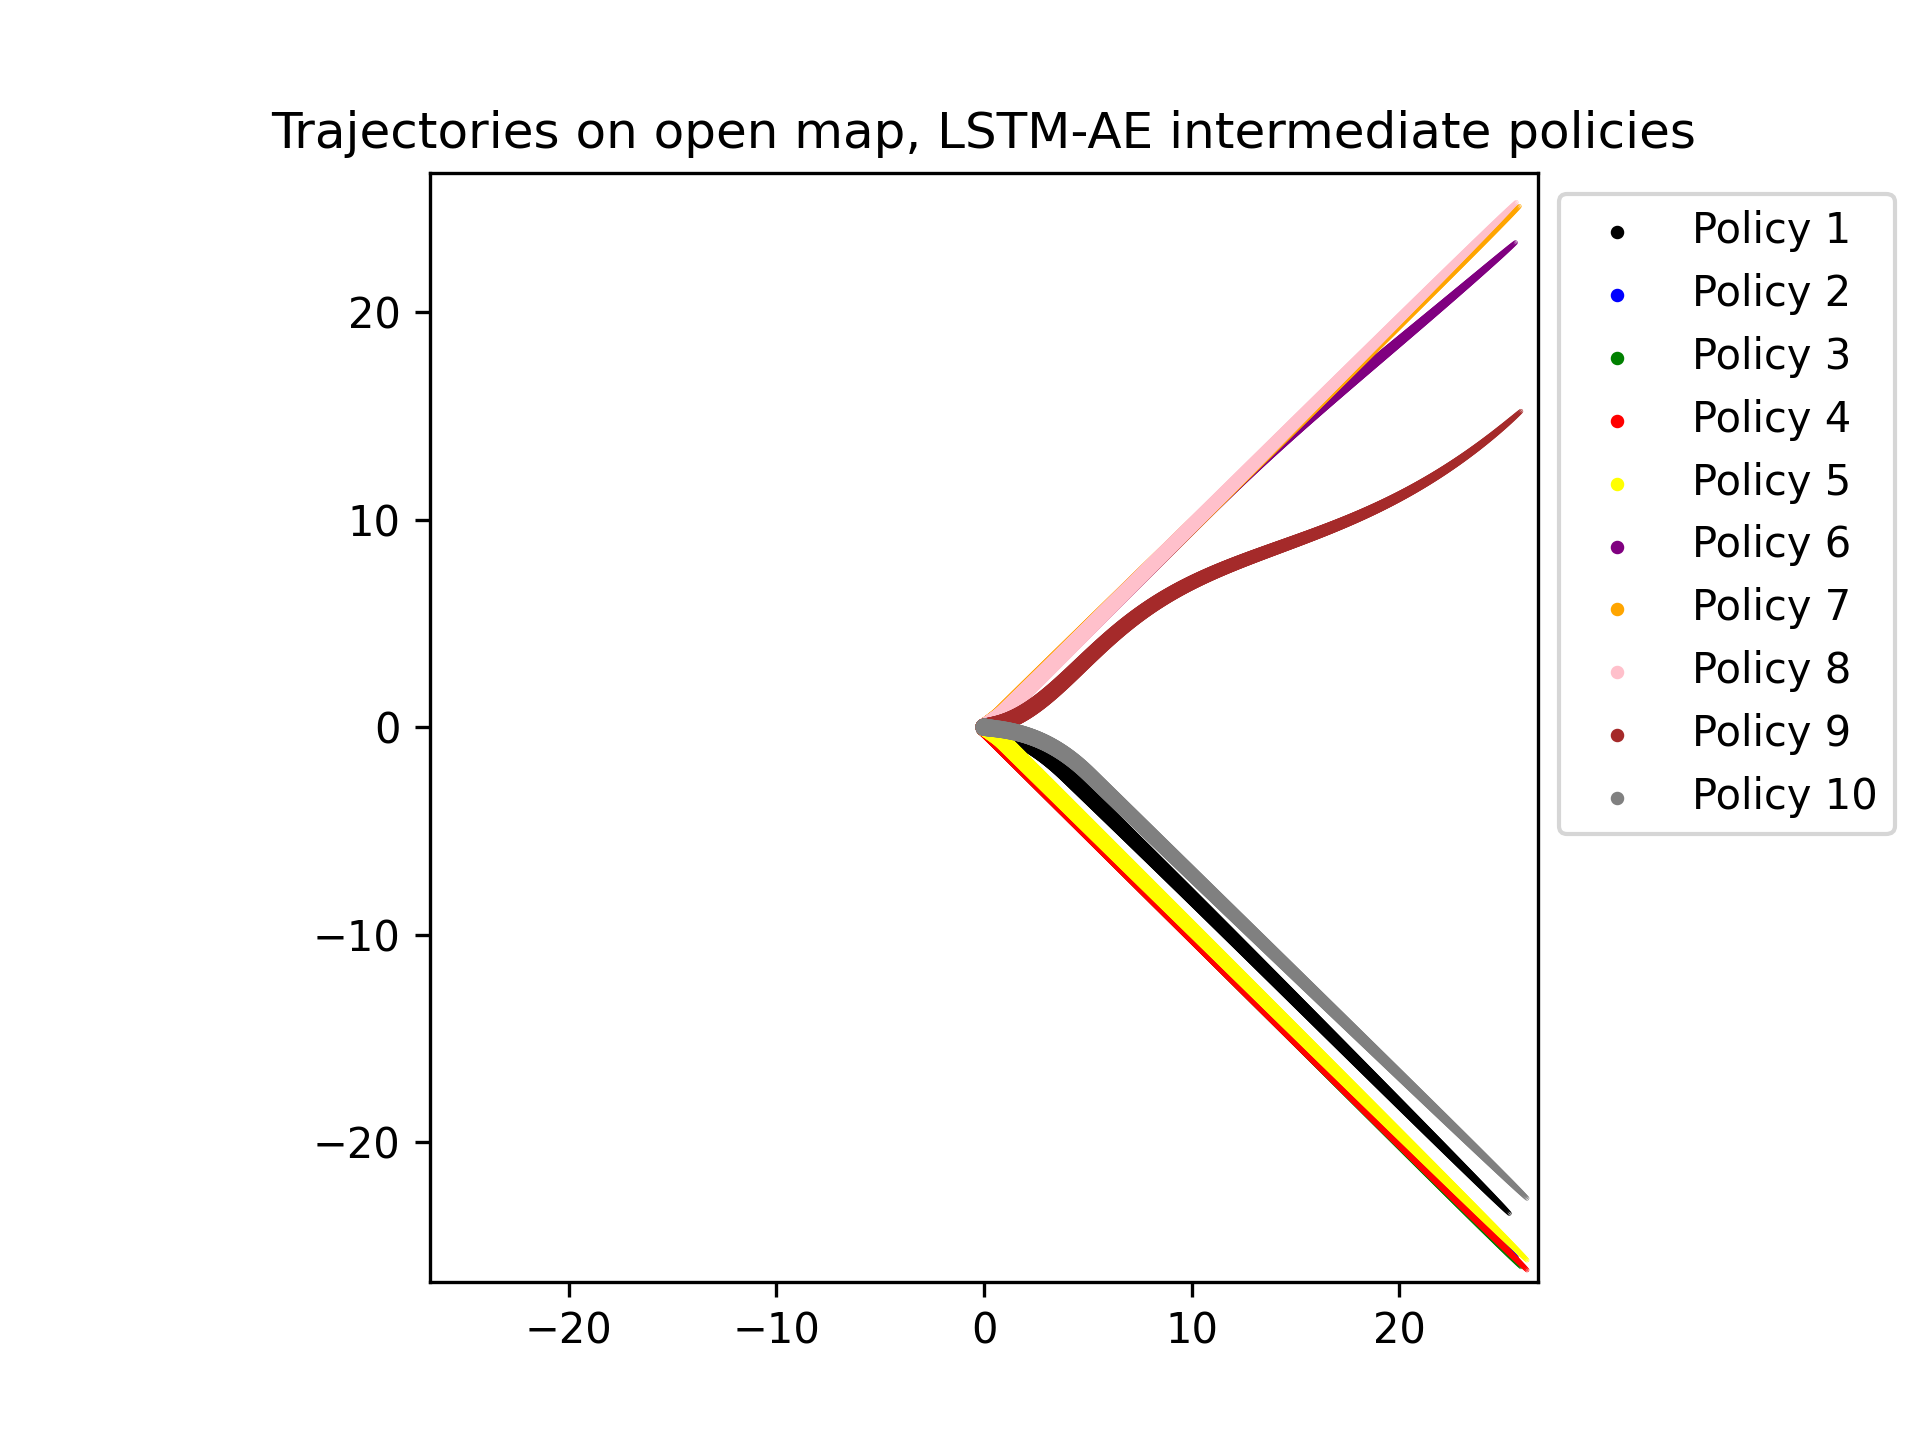 Trajectories on open map, LSTM-AE intermediate policies
20
10
0
−10
−20
−20
−10
0
10
20
Policy 1
Policy 2
Policy 3
Policy 4
Policy 5
Policy 6
Policy 7
Policy 8
Policy 9
Policy 10